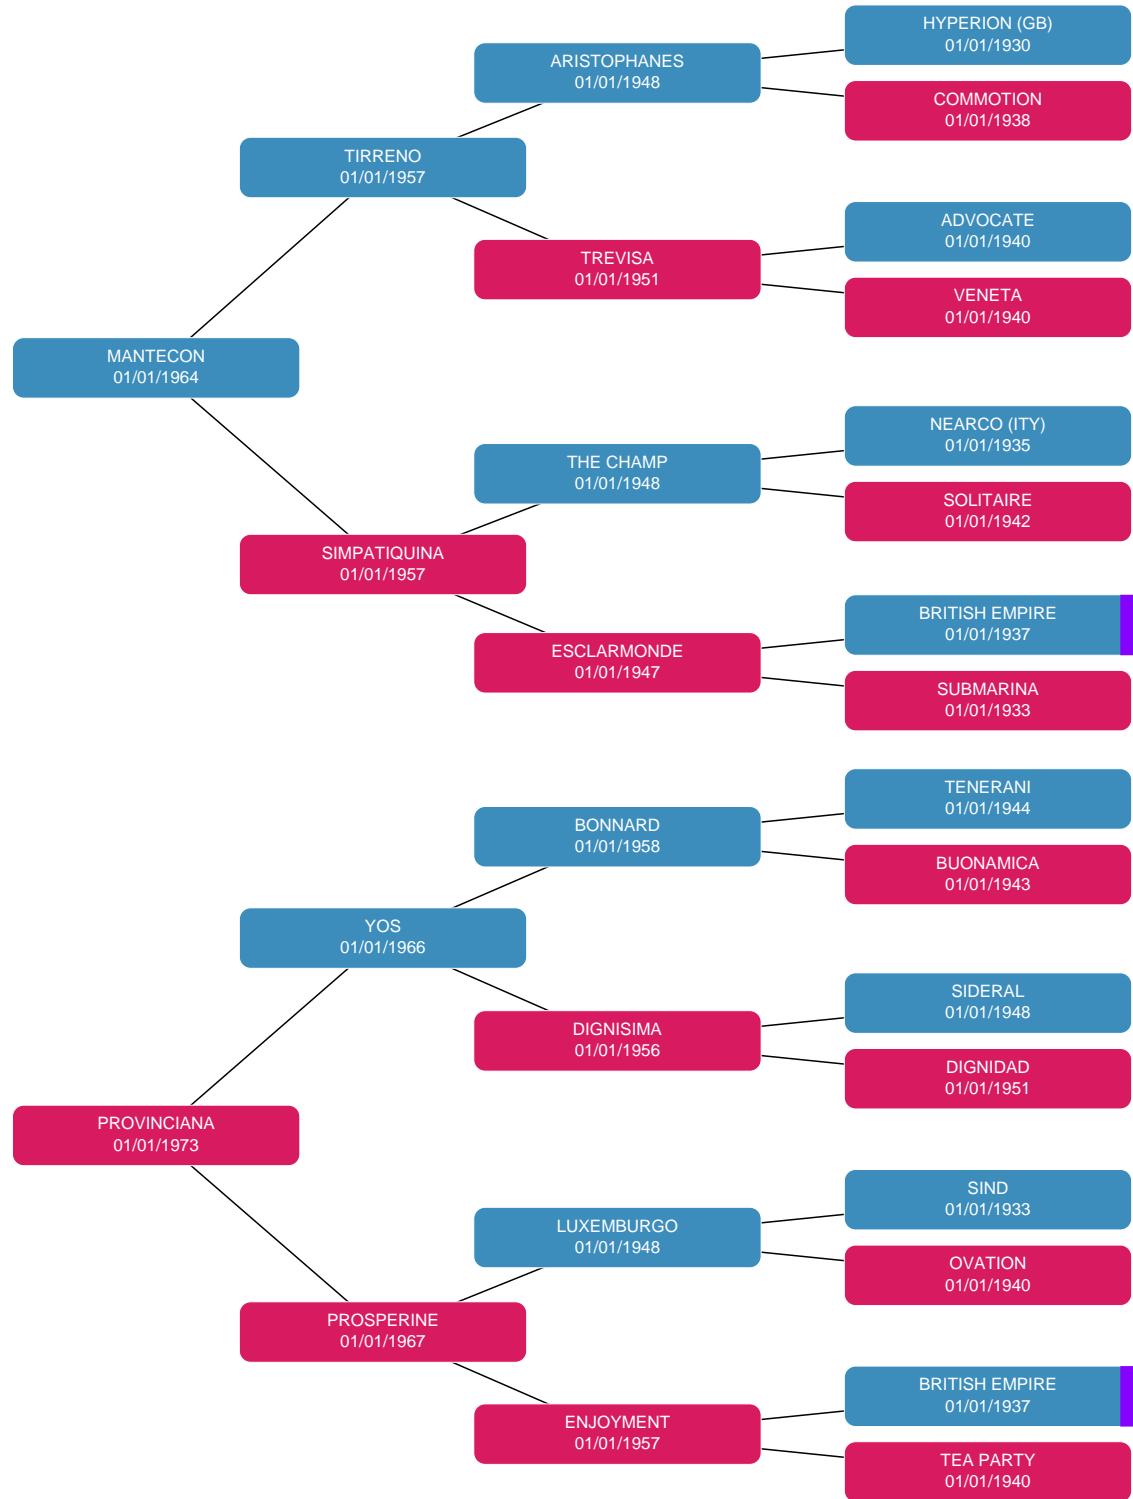 HYPERION (GB)
01/01/1930
ARISTOPHANES
01/01/1948
COMMOTION
01/01/1938
TIRRENO
01/01/1957
ADVOCATE
01/01/1940
TREVISA
01/01/1951
VENETA
01/01/1940
MANTECON
01/01/1964
NEARCO (ITY)
01/01/1935
THE CHAMP
01/01/1948
SOLITAIRE
01/01/1942
SIMPATIQUINA
01/01/1957
BRITISH EMPIRE
01/01/1937
ESCLARMONDE
01/01/1947
SUBMARINA
01/01/1933
TENERANI
01/01/1944
BONNARD
01/01/1958
BUONAMICA
01/01/1943
YOS
01/01/1966
SIDERAL
01/01/1948
DIGNISIMA
01/01/1956
DIGNIDAD
01/01/1951
PROVINCIANA
01/01/1973
SIND
01/01/1933
LUXEMBURGO
01/01/1948
OVATION
01/01/1940
PROSPERINE
01/01/1967
BRITISH EMPIRE
01/01/1937
ENJOYMENT
01/01/1957
TEA PARTY
01/01/1940